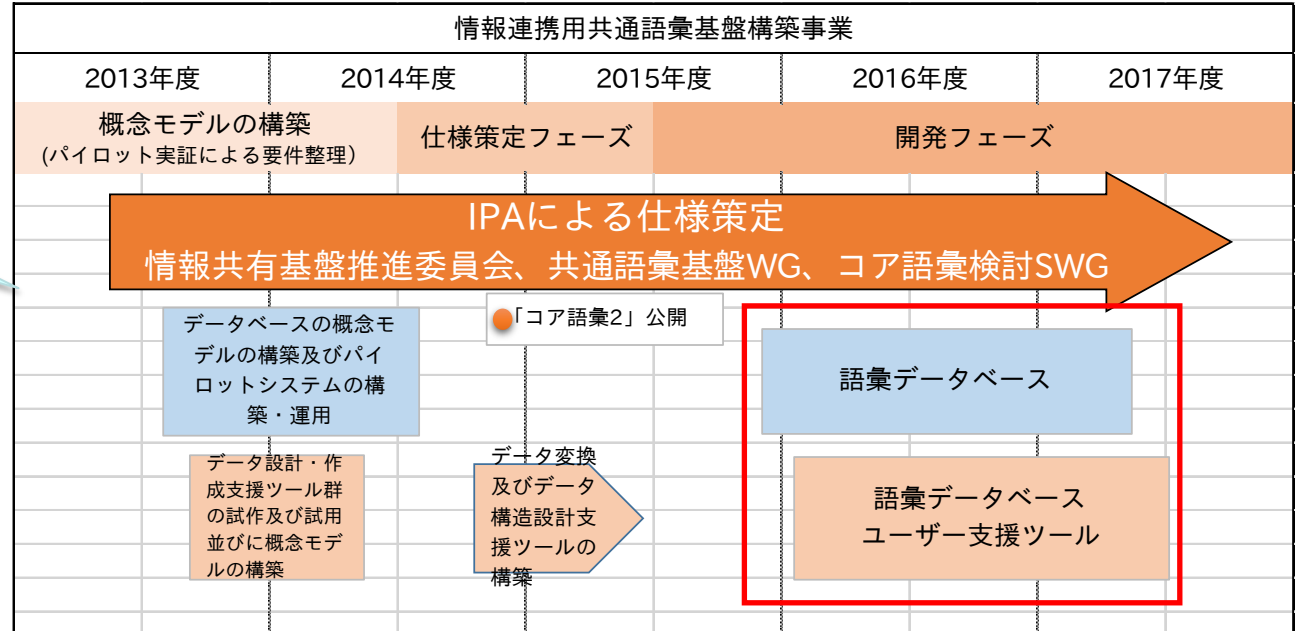 情報連携用共通語彙基盤構築事業
2013年度
2014年度
2015年度
2016年度
2017年度
概念モデルの構築
(パイロット実証による要件整理)
仕様策定フェーズ
開発フェーズ
IPAによる仕様策定
情報共有基盤推進委員会、共通語彙基盤WG、コア語彙検討SWG
データベースの概念モ
デルの構築及びパイ
ロットシステムの構
築・運用
「コア語彙2」公開
語彙データベース
データ設計・作
成支援ツール群
の試作及び試用
並びに概念モデ
ルの構築
データ変換
及びデータ
構造設計支
援ツールの
構築
語彙データベース
ユーザー支援ツール